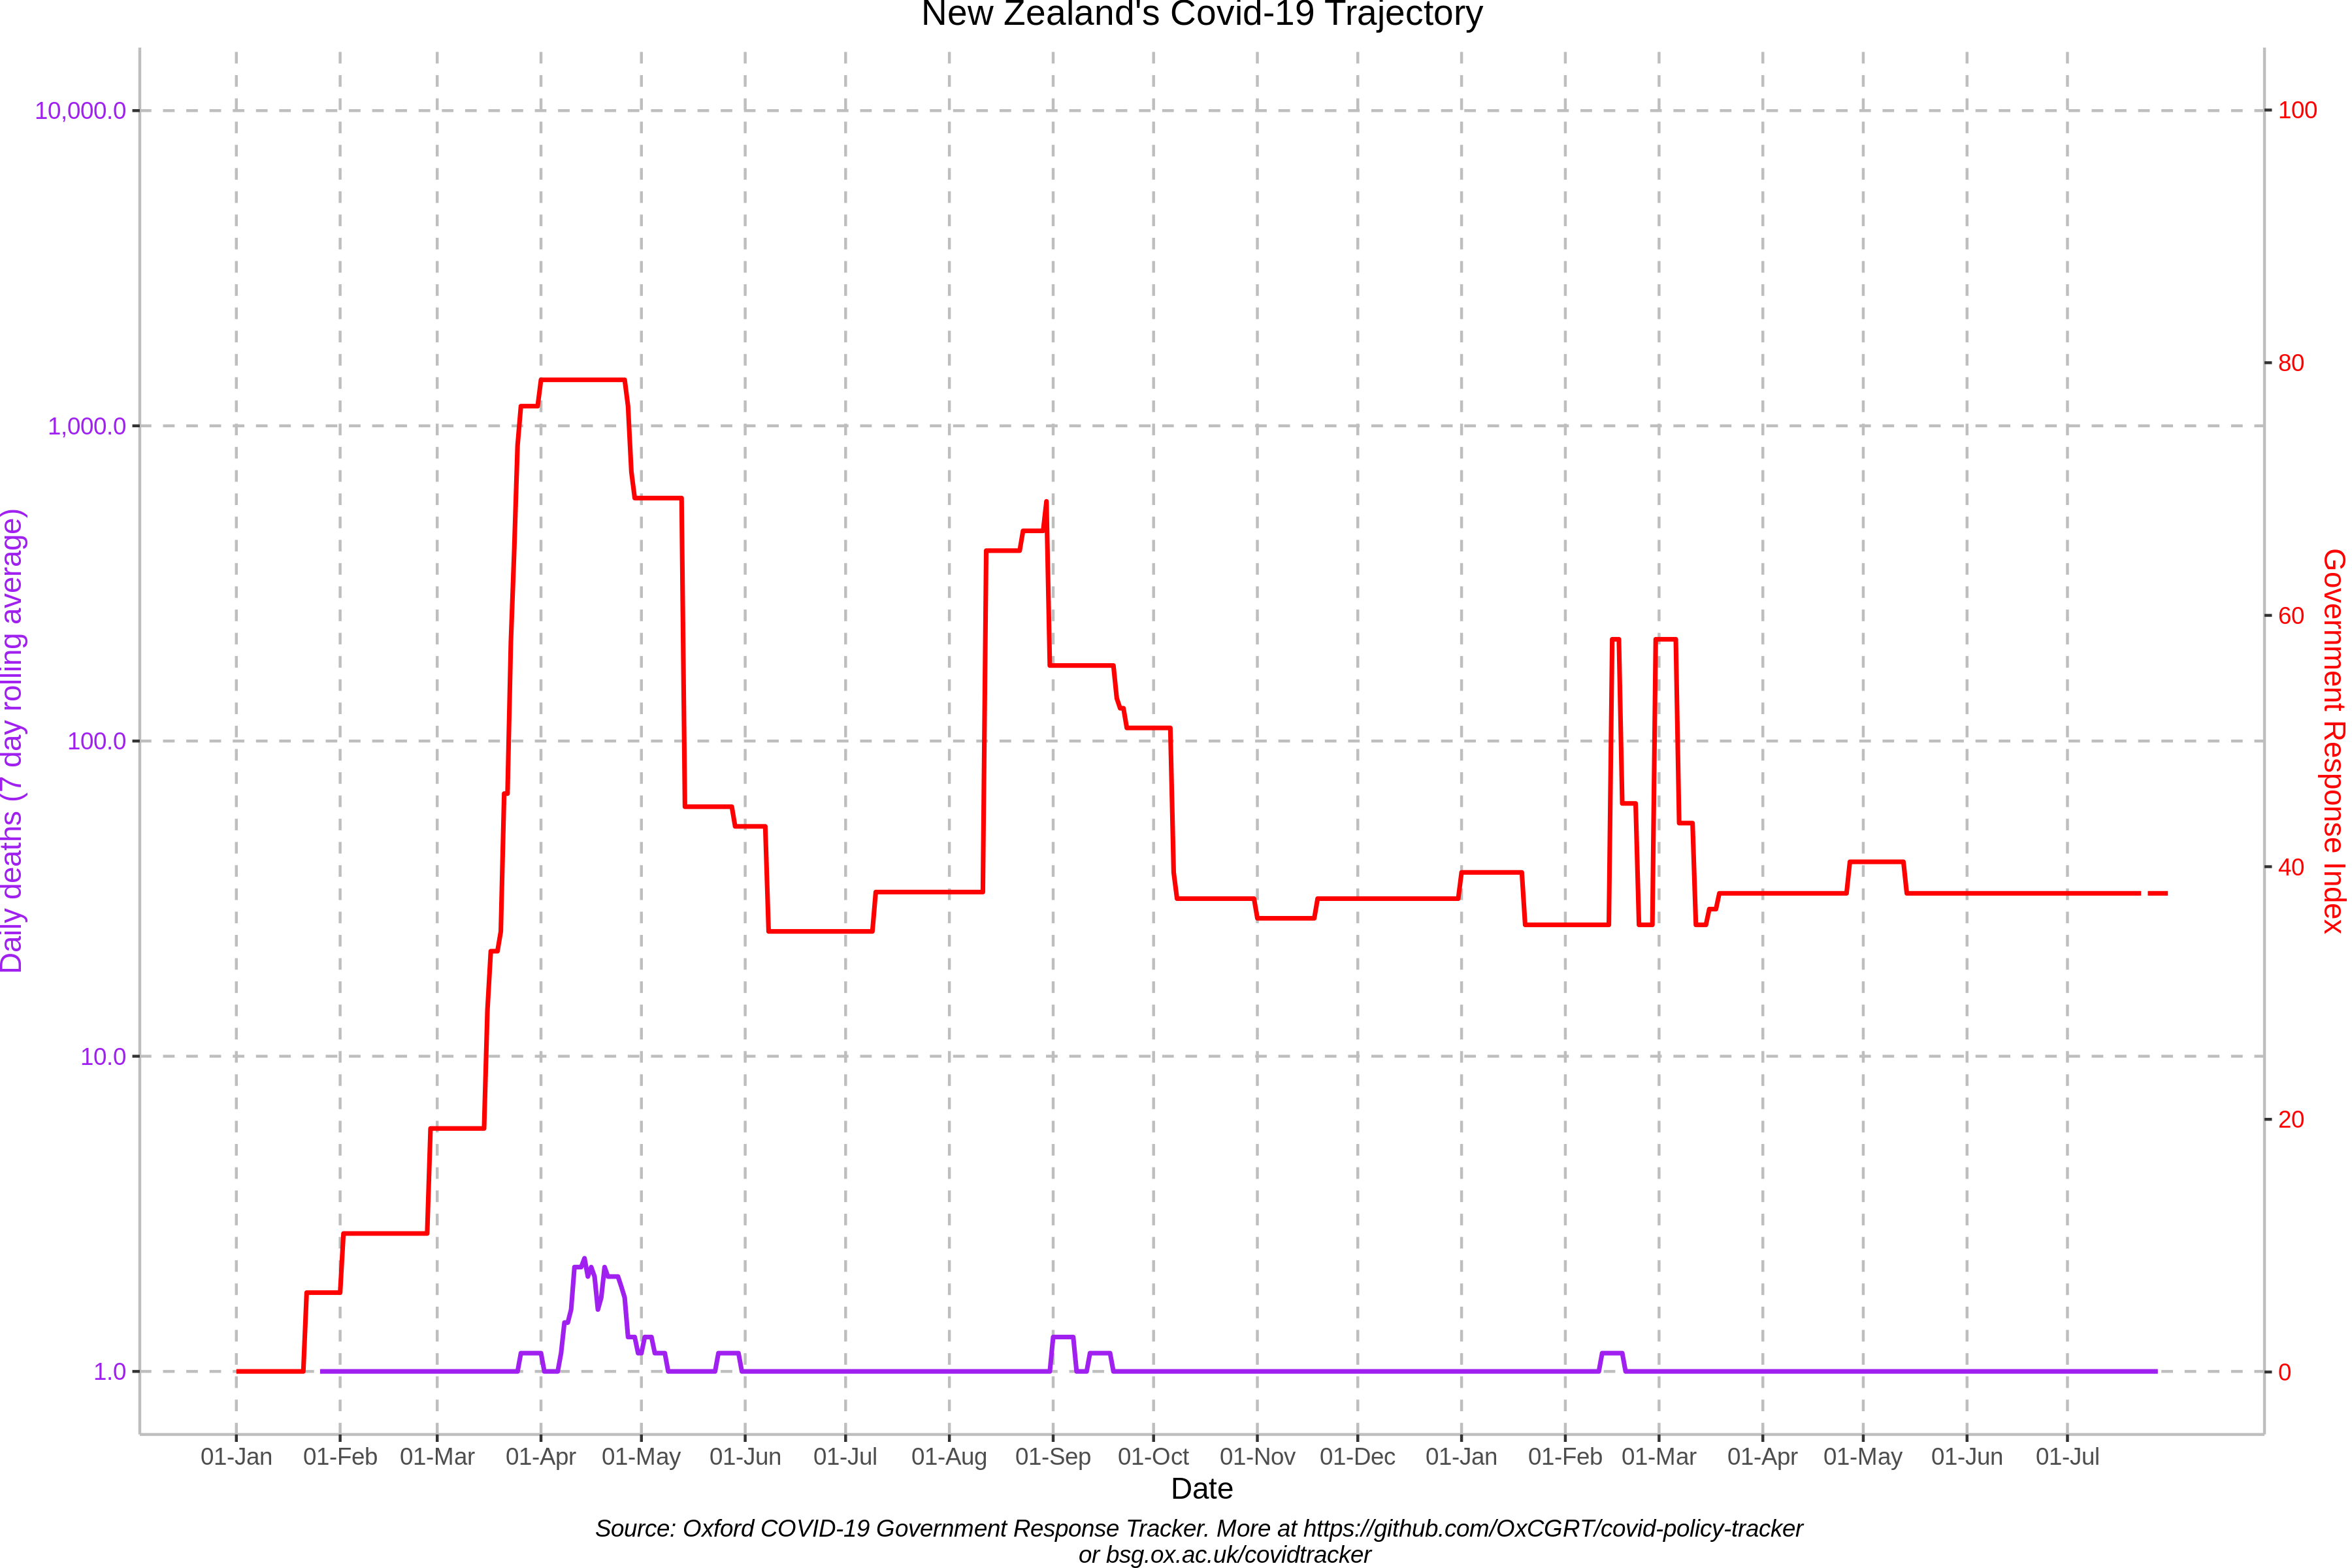 New Zealand's Covid-19 Trajectory
10,000.0
1,000.0
100.0
10.0
1.0
Daily deaths (7 day rolling average)
100
80
60
40
20
0
Government Response Index
01-Jan 01-Feb 01-Mar 01-Apr 01-May 01-Jun 01-Jul 01-Aug 01-Sep 01-Oct 01-Nov 01-Dec 01-Jan 01-Feb 01-Mar 01-Apr 01-May 01-Jun 01-Jul
Date
Source: Oxford COVID-19 Government Response Tracker. More at https://github.com/OxCGRT/covid-policy-tracker
or bsg.ox.ac.uk/covidtracker